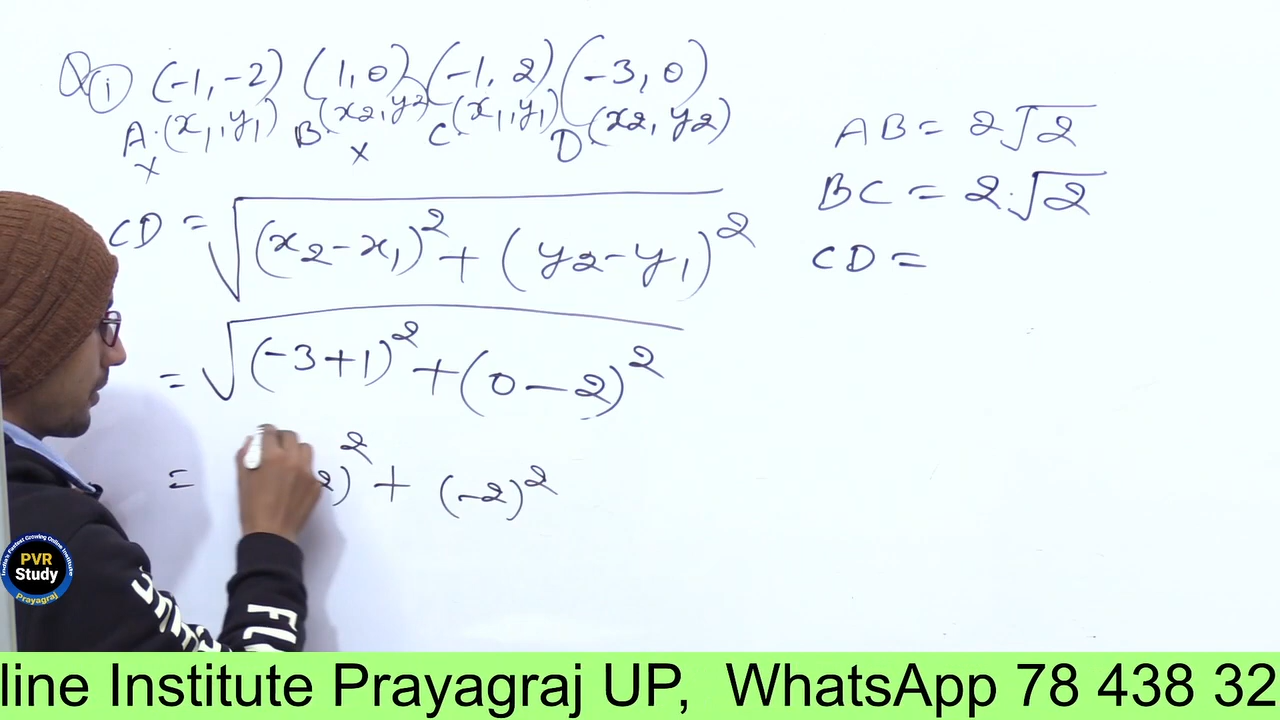 Q (i) (-1, -2) (1, 0), (-1, 2) (-3, 0)
A. (x₁, y₁) B (x2, y2) C. (x₁, y₁) D. (x2, y2)
x x
CD = √(x₂-x₁)² + (y2-y₁)²
= √(-3+1)² + (0-2)²
= 2)² + (-2)²
AB = 2√2
BC = 2.√2
CD =
PVR
Study
Prayagraj
line Institute Prayagraj UP, WhatsApp 78 438 32